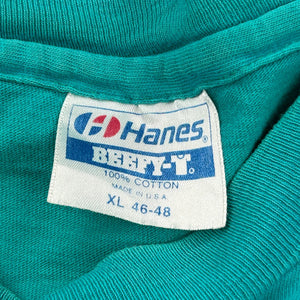 Hanes®
BEEFY-T®
100% COTTON
MADE IN U.S.A.
XL 46-48